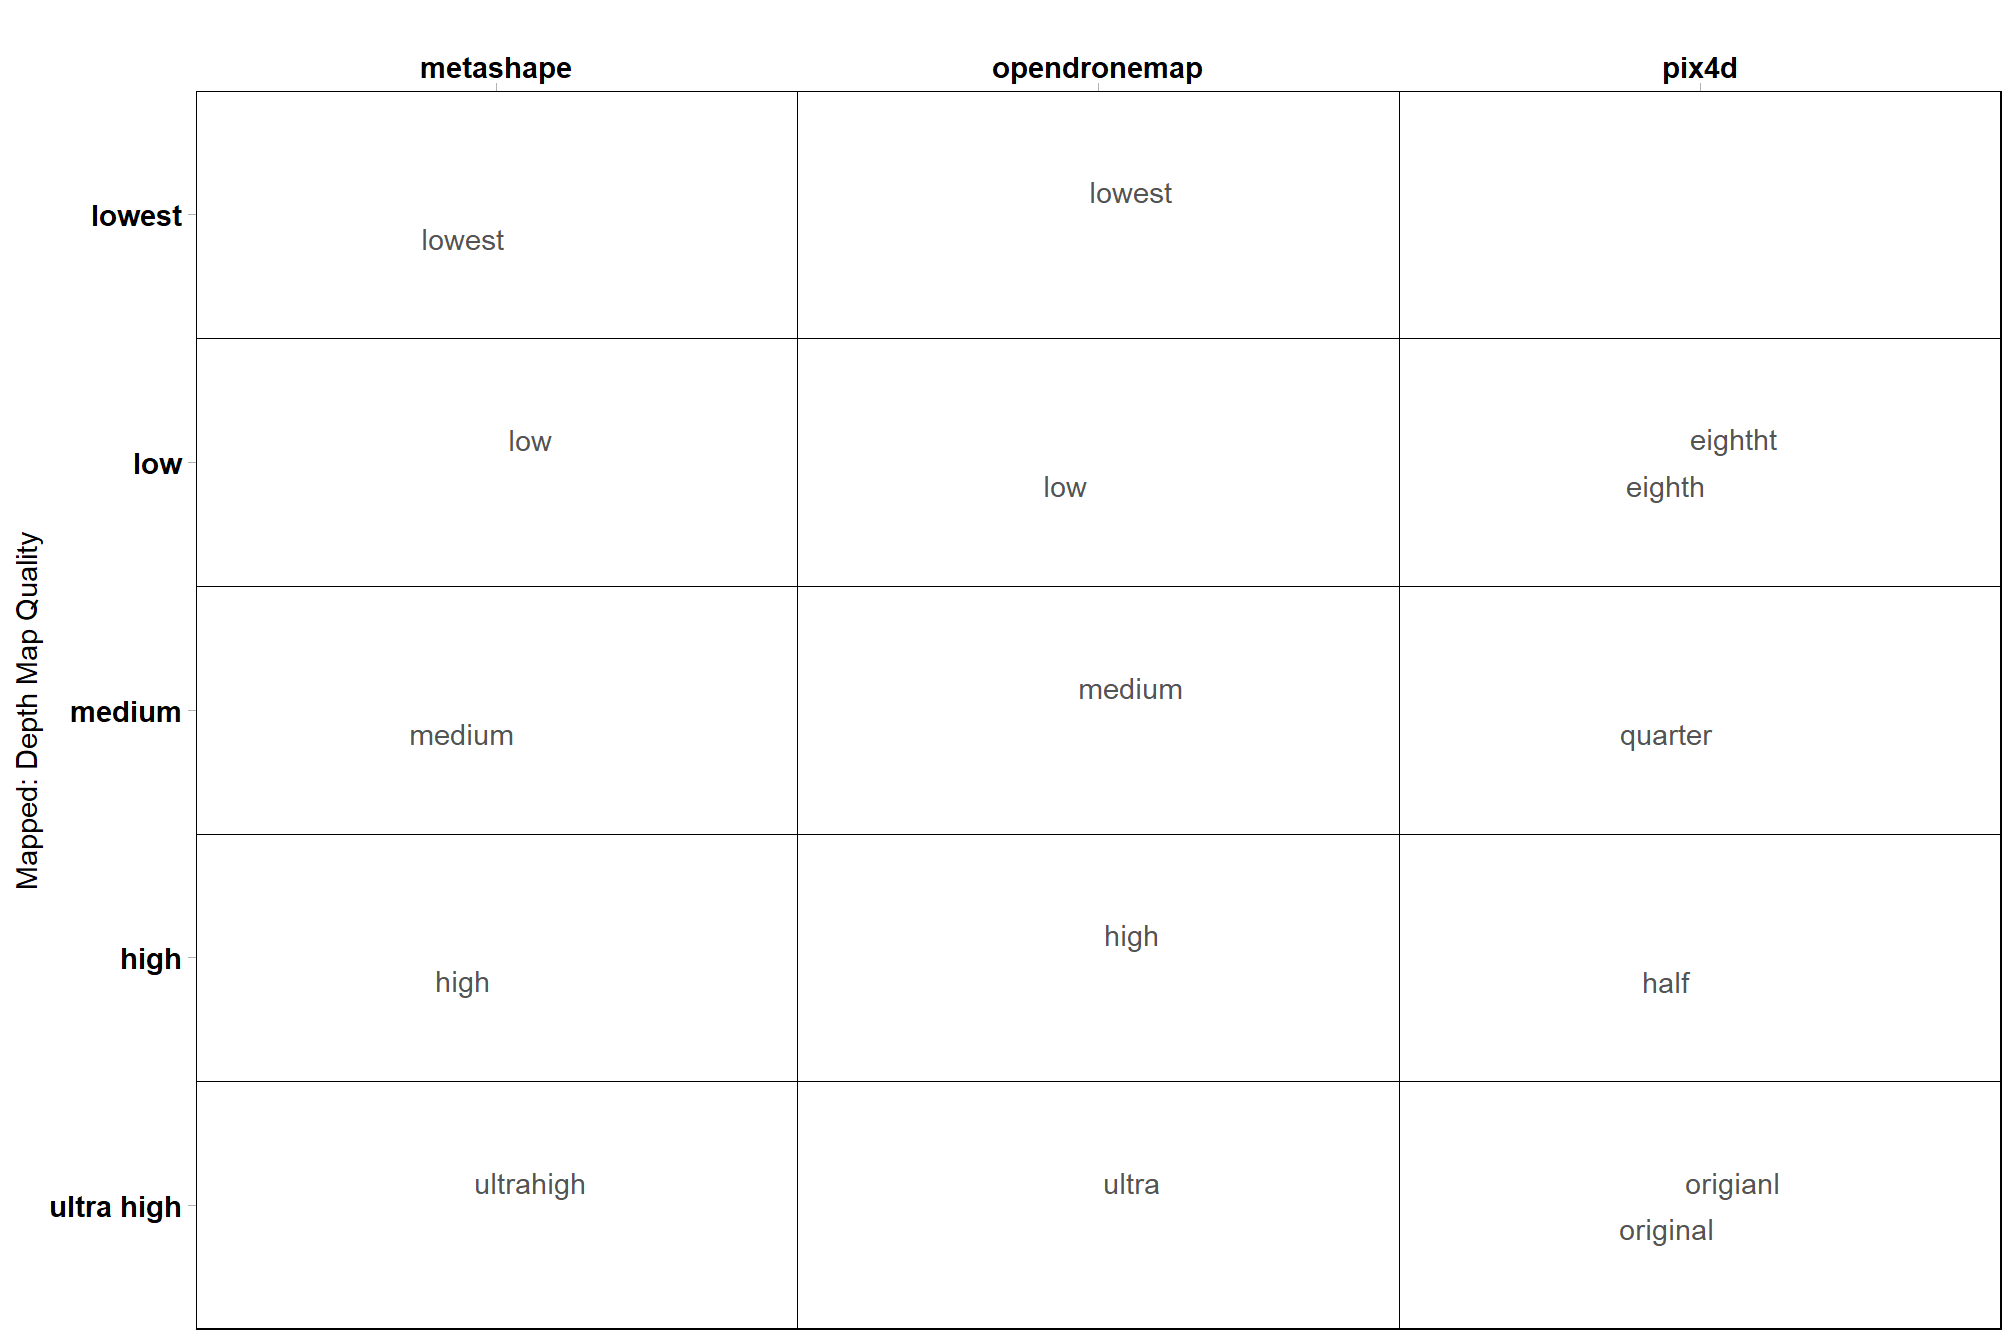 metashape opendronemap pix4d
Mapped: Depth Map Quality
lowest lowest lowest
low low low eightht
eighth
medium medium medium quarter
high high high half
ultra high ultrahigh ultra origianl
original